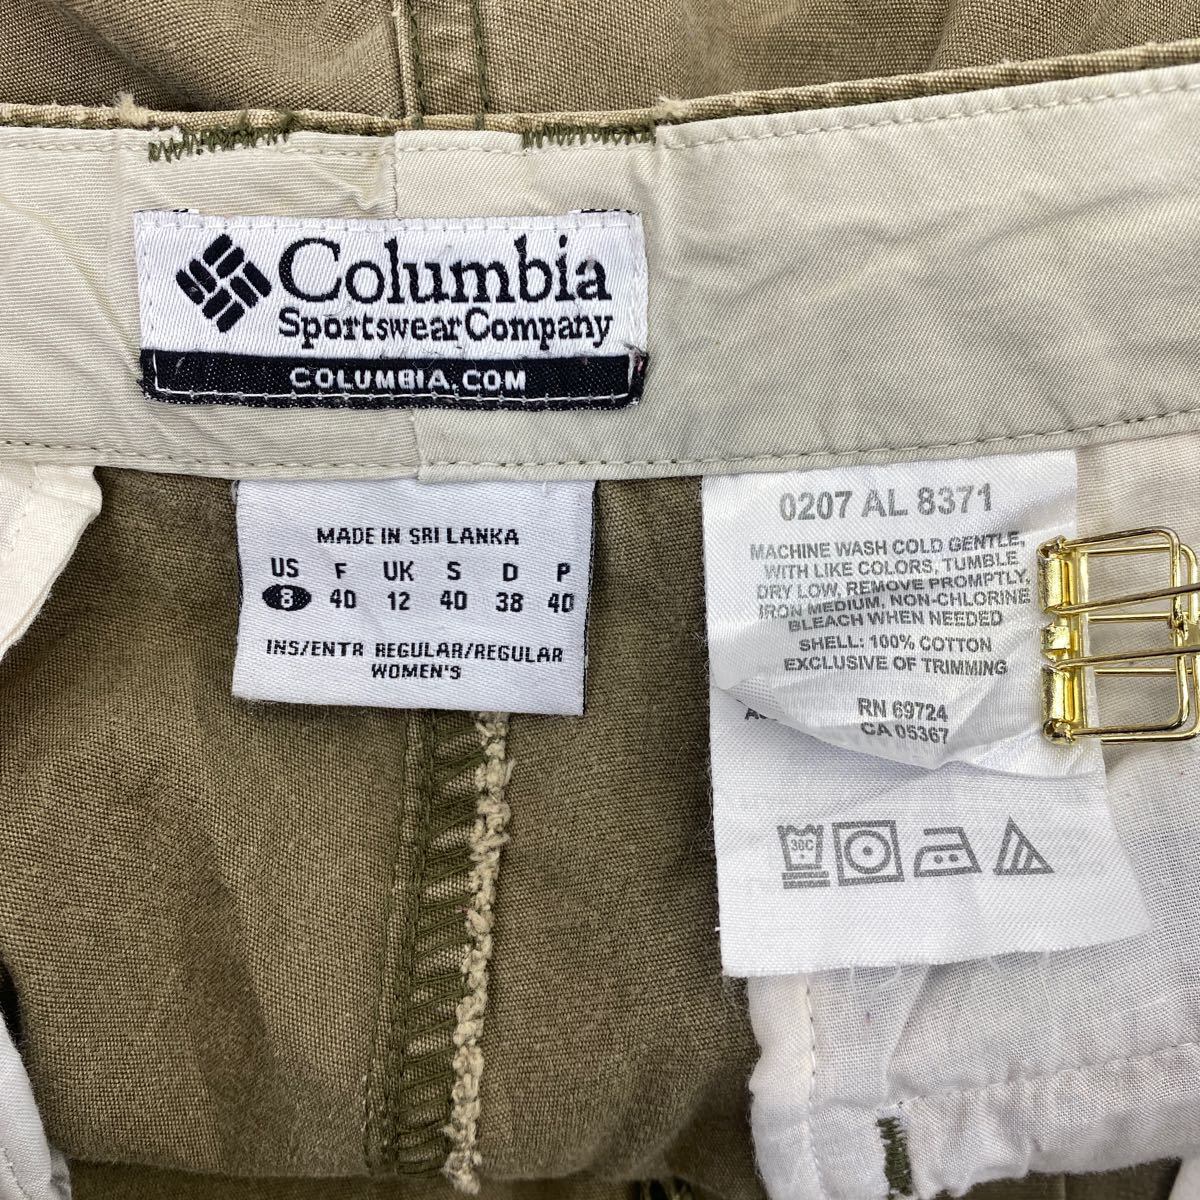 Columbia
Sportswear Company
COLUMBIA.COM
MADE IN SRI LANKA
US F UK S D P
8 40 12 40 38 40
INS/ENTR REGULAR/REGULAR
WOMEN'S
0207 AL 8371
MACHINE WASH COLD GENTLE,
WITH LIKE COLORS, TUMBLE
DRY LOW, REMOVE PROMPTLY,
IRON MEDIUM, NON-CHLORINE
BLEACH WHEN NEEDED
SHELL: 100% COTTON
EXCLUSIVE OF TRIMMING
RN 69724
CA 05367
30C